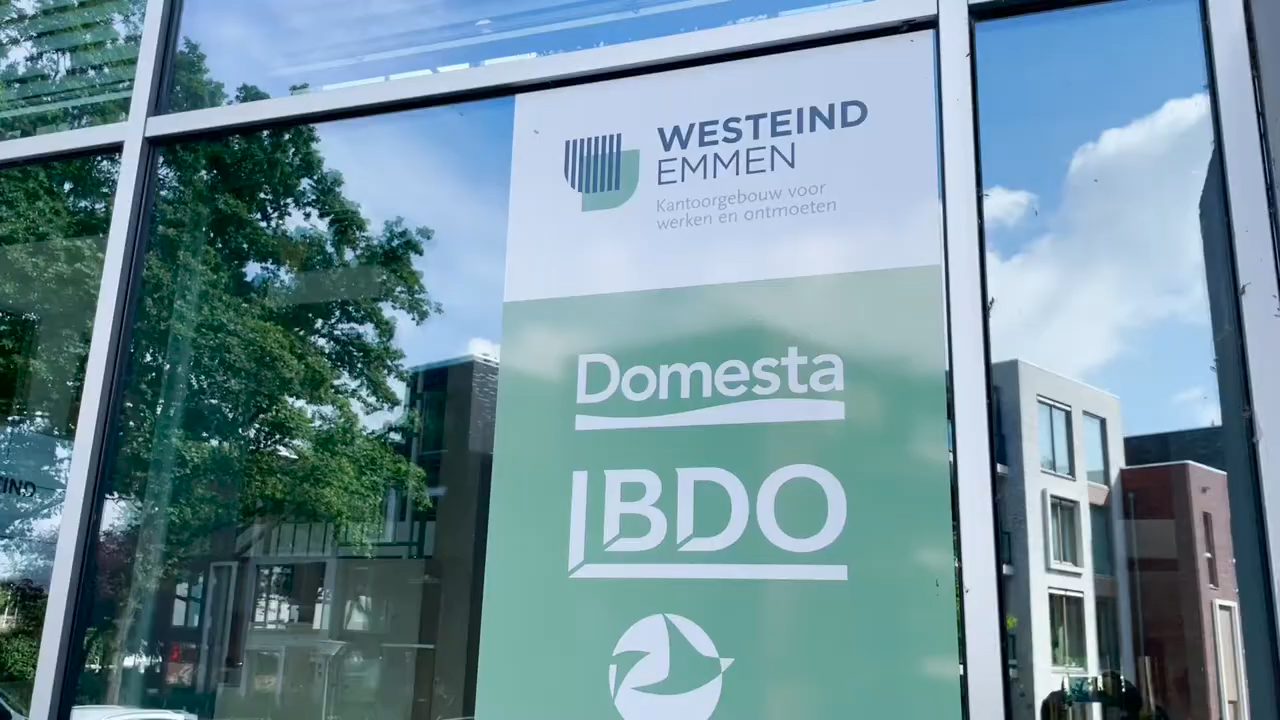 WESTEIND
EMMEN
Kantoorgebouw voor
werken en ontmoeten
Domesta
BDO